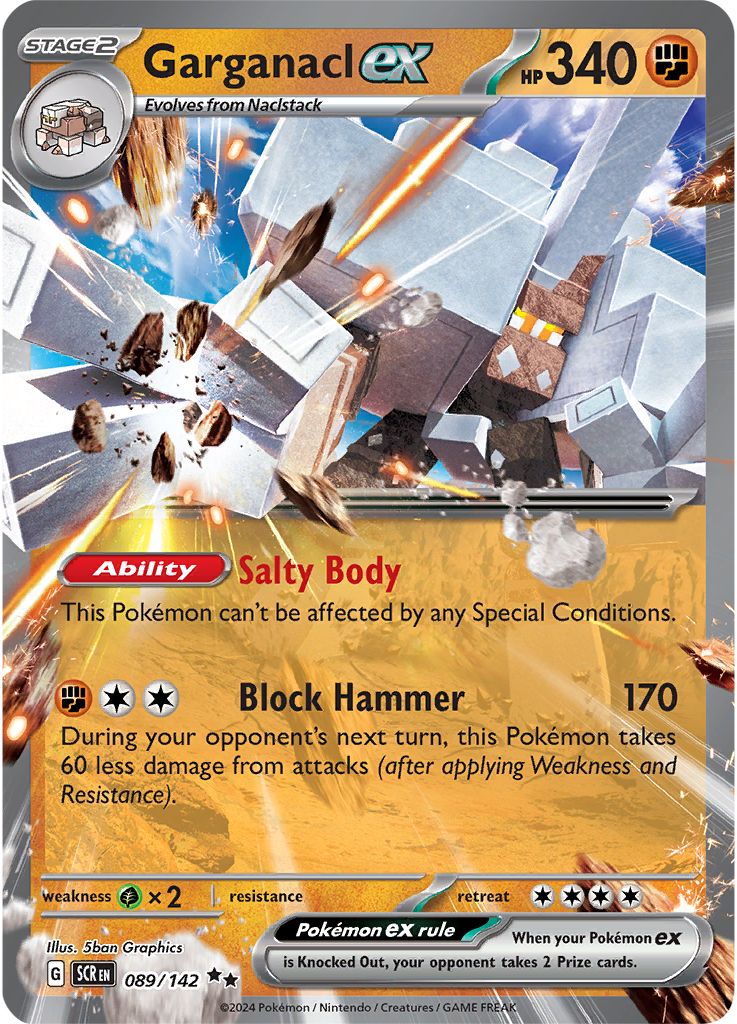 STAGE2
Garganacl ex
HP 340
Evolves from Naclstack
Ability Salty Body
This Pokémon can't be affected by any Special Conditions.
Block Hammer 170
During your opponent's next turn, this Pokémon takes
60 less damage from attacks (after applying Weakness and
Resistance).
weakness ×2 resistance retreat
Illus. 5ban Graphics
Pokémon ex rule
When your Pokémon ex
is Knocked Out, your opponent takes 2 Prize cards.
G SCR EN 089/142
©2024 Pokémon / Nintendo / Creatures / GAME FREAK